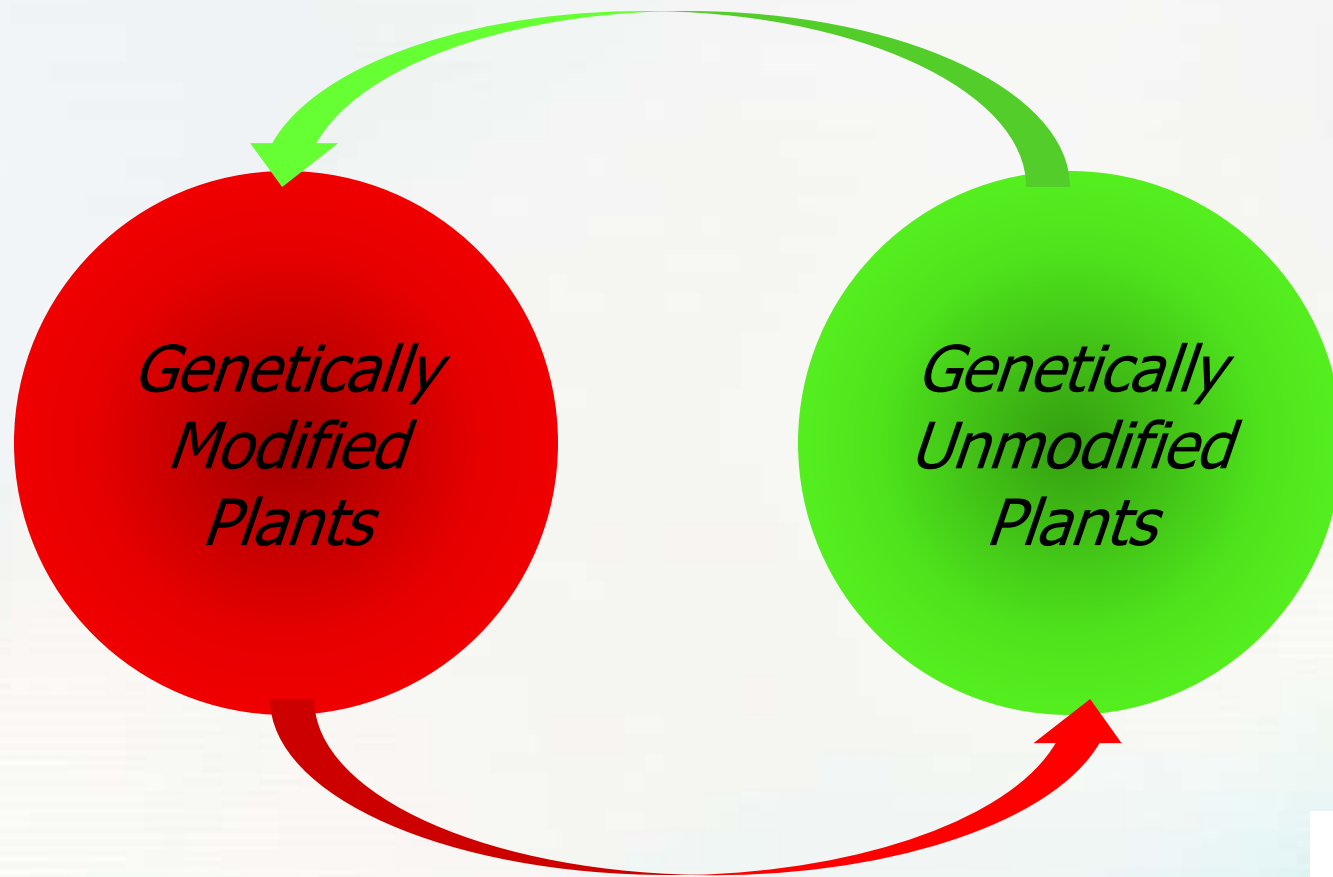 Genetically
Modified
Plants
Genetically
Unmodified
Plants